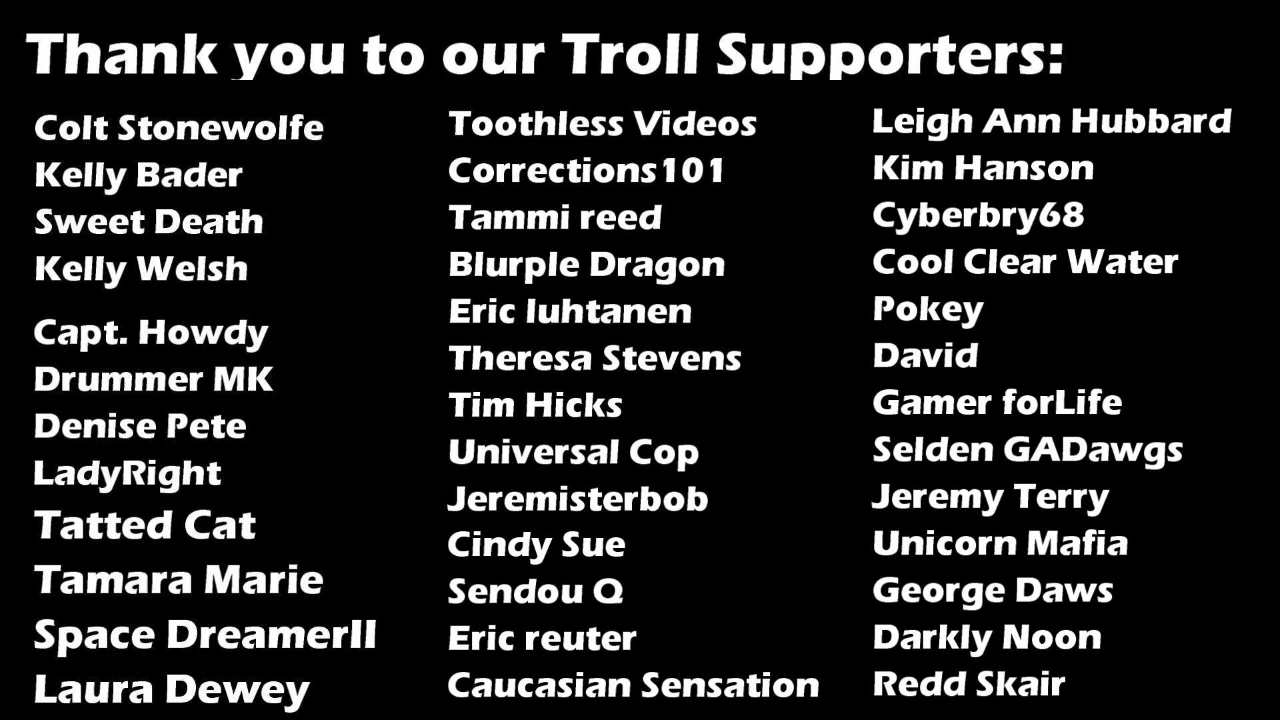 Thank you to our Troll Supporters:
Colt Stonewolfe
Kelly Bader
Sweet Death
Kelly Welsh
Capt. Howdy
Drummer MK
Denise Pete
LadyRight
Tatted Cat
Tamara Marie
Space DreamerII
Laura Dewey
Toothless Videos
Corrections101
Tammi reed
Blurple Dragon
Eric luhtanen
Theresa Stevens
Tim Hicks
Universal Cop
Jeremisterbob
Cindy Sue
Sendou Q
Eric reuter
Caucasian Sensation
Leigh Ann Hubbard
Kim Hanson
Cyberbry68
Cool Clear Water
Pokey
David
Gamer forLife
Selden GADawgs
Jeremy Terry
Unicorn Mafia
George Daws
Darkly Noon
Redd Skair